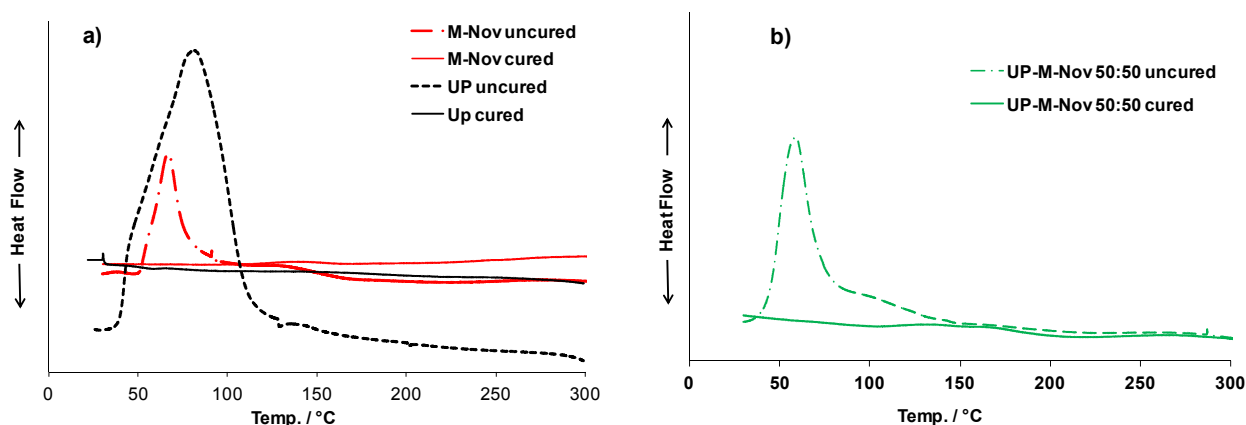 a)
M-Nov uncured
M-Nov cured
UP uncured
Up cured
Heat Flow
0 50 100 150 200 250 300
Temp. / °C
b)
UP-M-Nov 50:50 uncured
UP-M-Nov 50:50 cured
Heat Flow
0 50 100 150 200 250 300
Temp. / °C